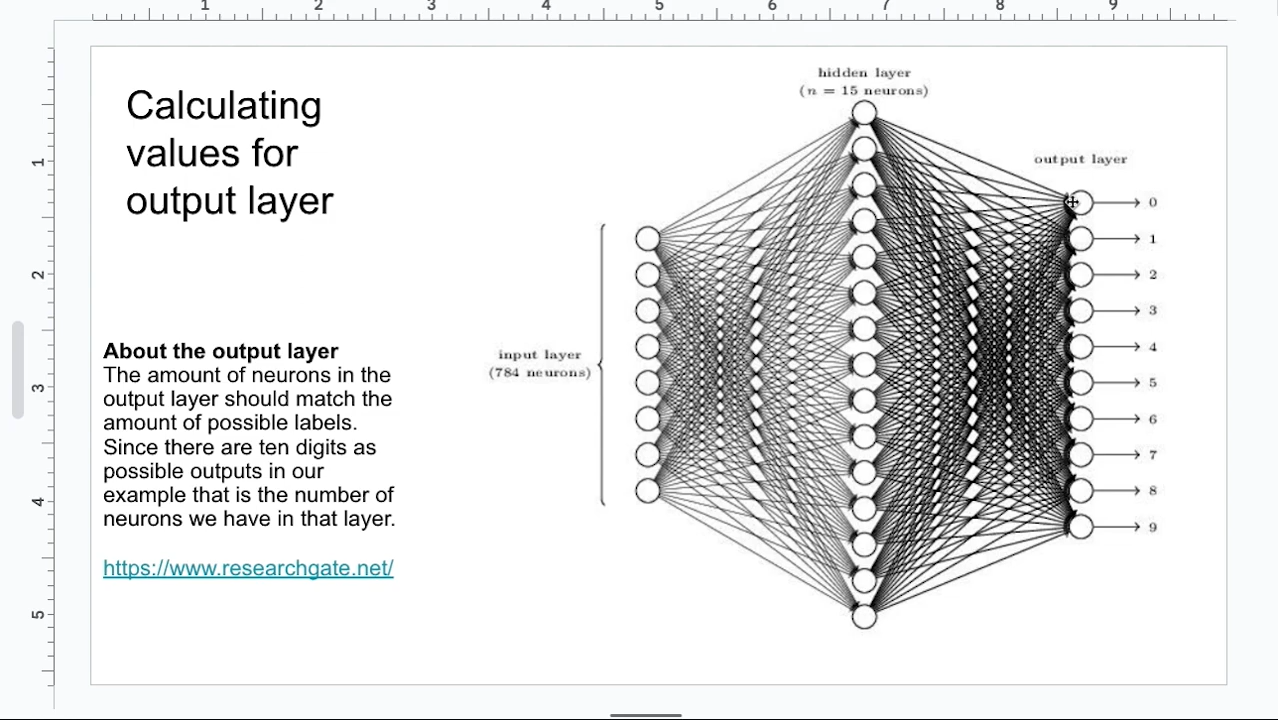 1 2 3 4 5 6 7 8 9
1
2
3
4
5
Calculating
values for
output layer
About the output layer
The amount of neurons in the
output layer should match the
amount of possible labels.
Since there are ten digits as
possible outputs in our
example that is the number of
neurons we have in that layer.
https://www.researchgate.net/
hidden layer
(n = 15 neurons)
output layer
input layer
(784 neurons)
0
1
2
3
4
5
6
7
8
9